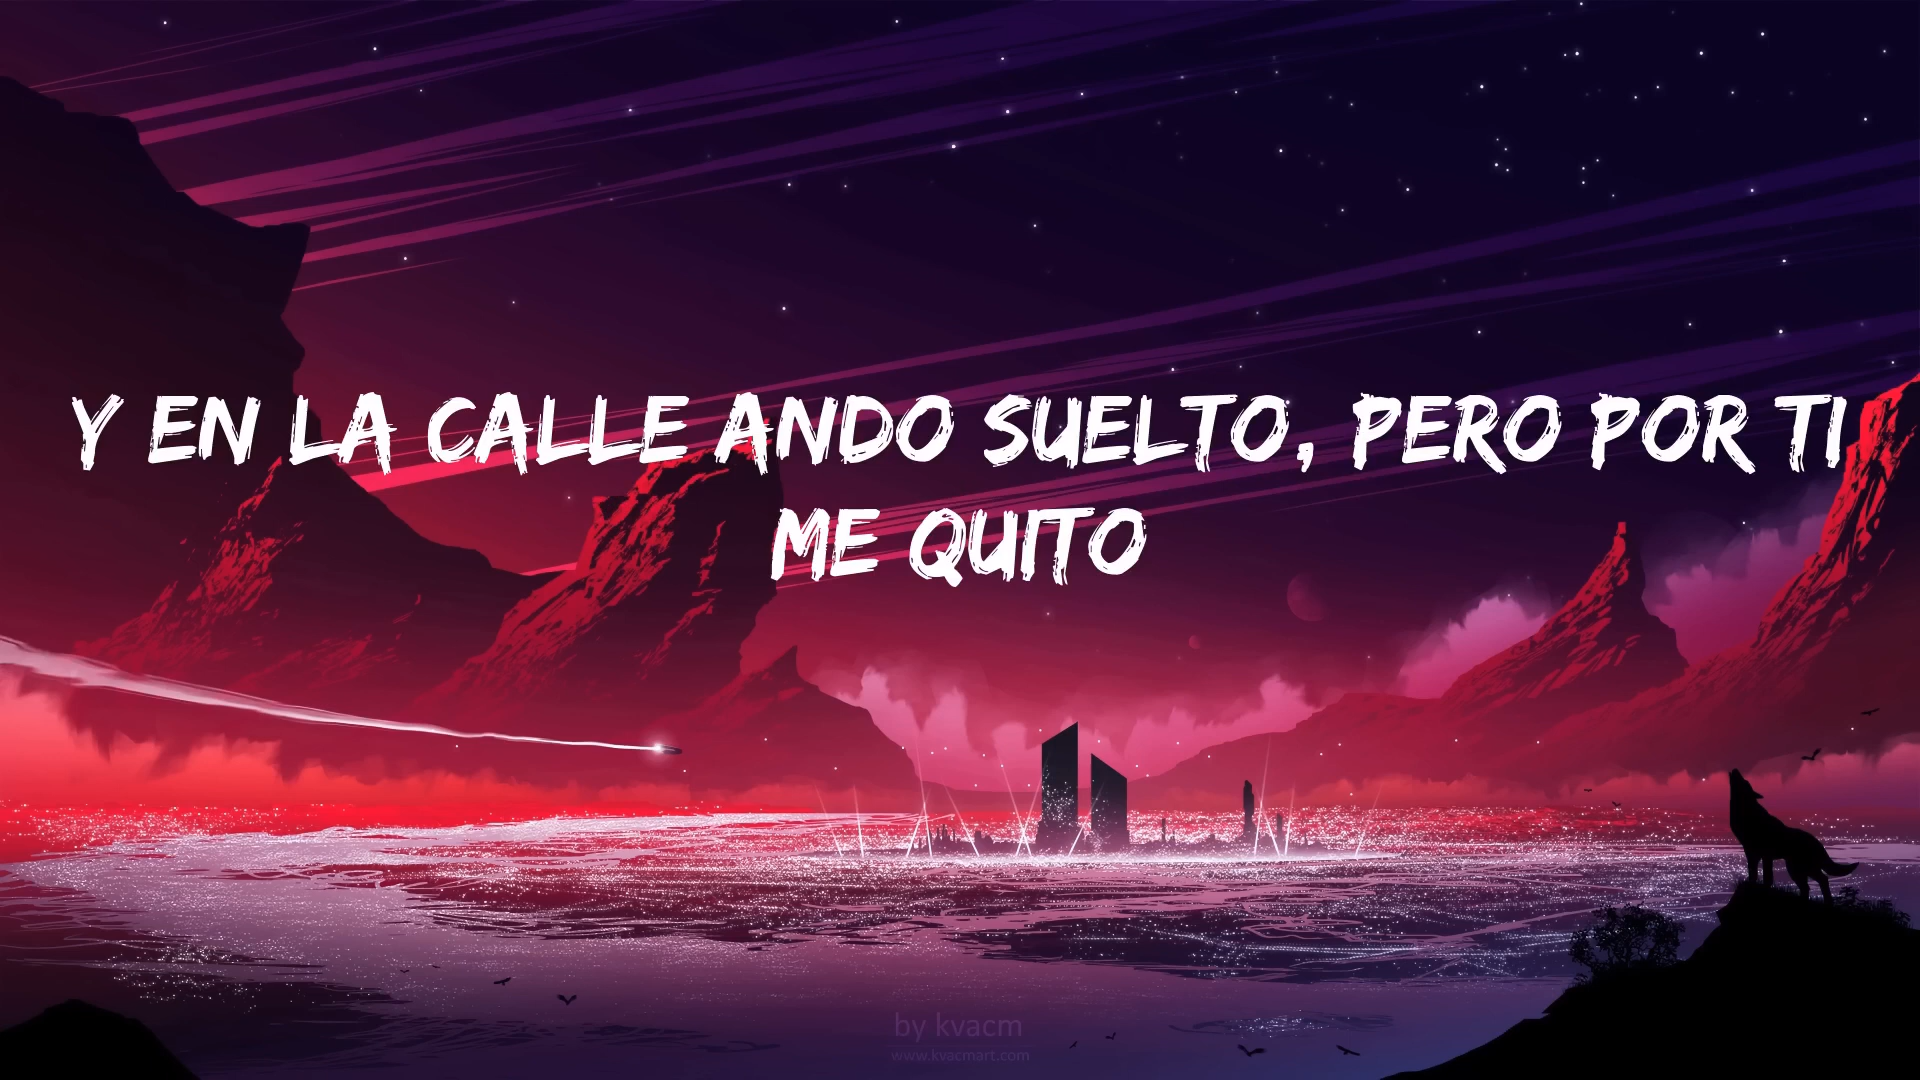 Y EN LA CALLE ANDO SUELTO, PERO POR TI
ME QUITO
by kvacm
www.kvacmart.com